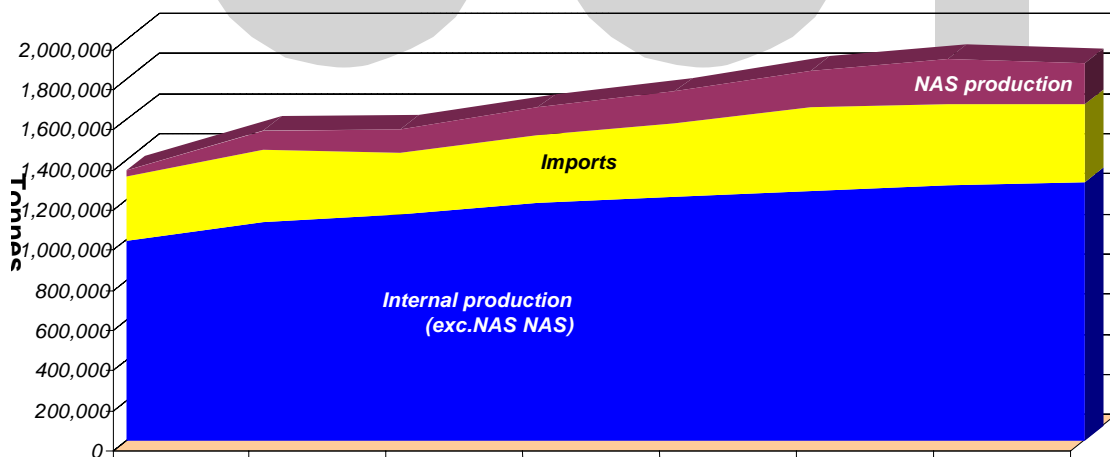 2,000,000
1,800,000
1,600,000
1,400,000
1,200,000
1,000,000
800,000
600,000
400,000
200,000
0
Tonnes
NAS production
Imports
Internal production
(exc.NAS NAS)